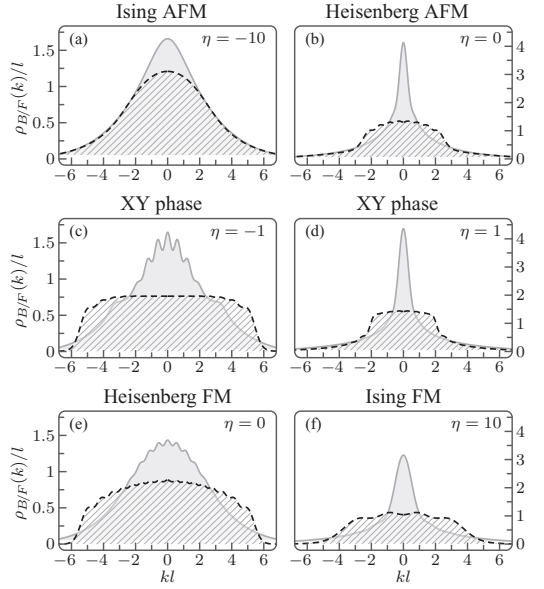 Ising AFM
Heisenberg AFM
(a)
η = −10
(b)
η = 0
ρB/F(k)/l
1.5
1
0.5
0
4
3
2
1
0
−6 −4 −2 0 2 4 6
−6 −4 −2 0 2 4 6
XY phase
XY phase
(c)
η = −1
(d)
η = 1
ρB/F(k)/l
1.5
1
0.5
0
4
3
2
1
0
−6 −4 −2 0 2 4 6
−6 −4 −2 0 2 4 6
Heisenberg FM
Ising FM
(e)
η = 0
(f)
η = 10
ρB/F(k)/l
1.5
1
0.5
0
4
3
2
1
0
−6 −4 −2 0 2 4 6
−6 −4 −2 0 2 4 6
kl
kl